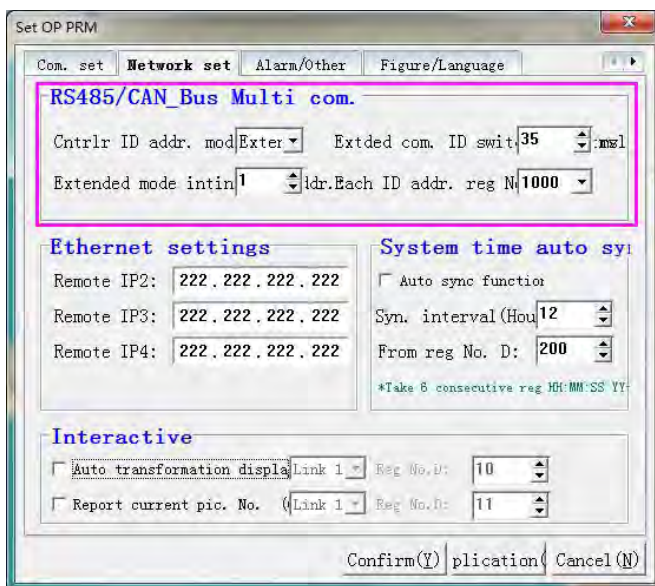 Set OP PRM
Com. set Network set Alarm/Other Figure/Language
RS485/CAN_Bus Multi com.
Cntrlr ID addr. mod Exter Extded com. ID swit 35 :msl
Extended mode intin 1 ddr.Each ID addr. reg N 1000
Ethernet settings
Remote IP2: 222.222.222.222
Remote IP3: 222.222.222.222
Remote IP4: 222.222.222.222
System time auto sy
Auto sync function
Syn. interval(Hou 12
From reg No. D: 200
*Take 6 consecutive reg HH:MM:SS YY:
Interactive
Auto transformation displa Link 1 Reg No.D: 10
Report current pic. No. ( Link 1 Reg No.D: 11
Confirm(Y) plication( Cancel(N)